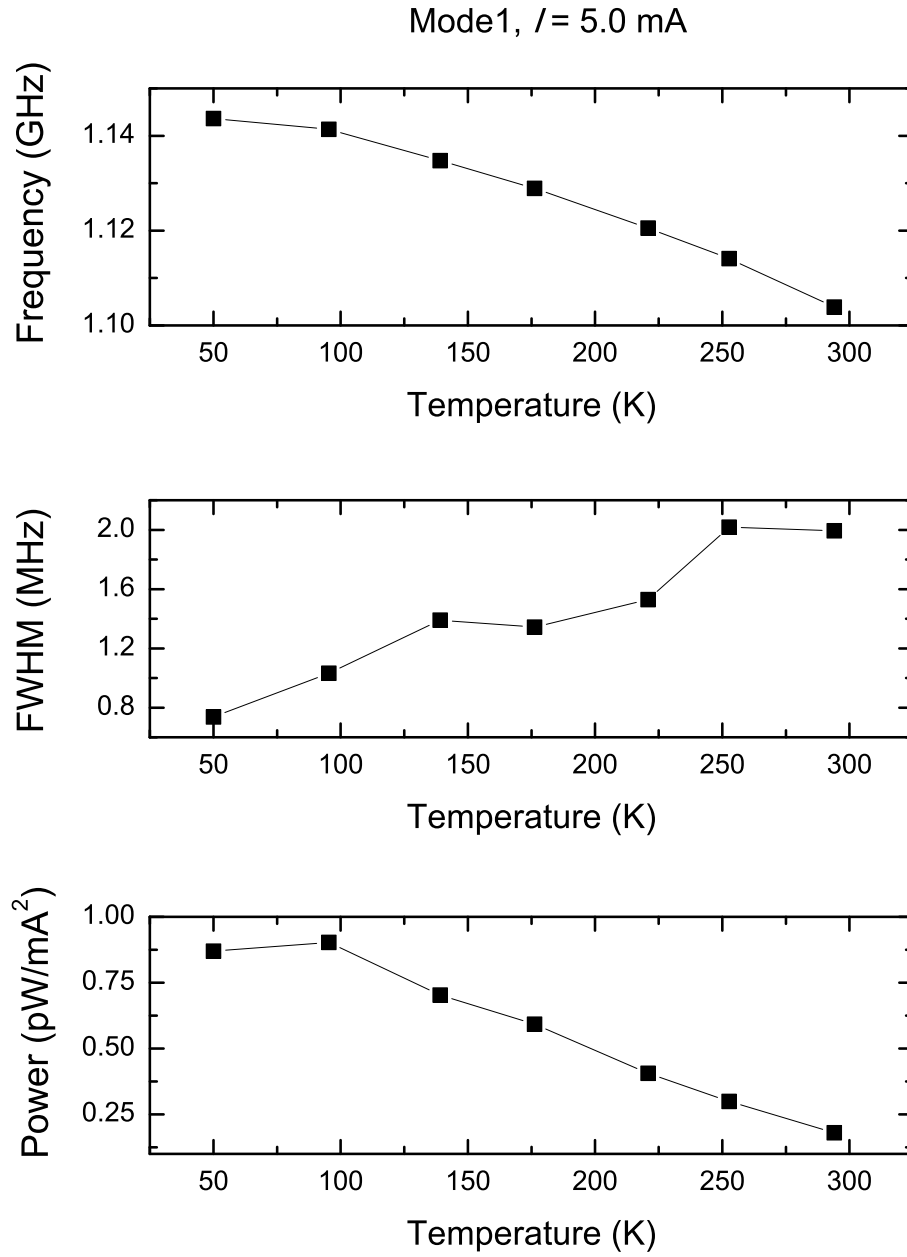 Mode1, I = 5.0 mA
Frequency (GHz)
1.14
1.12
1.10
50 100 150 200 250 300
Temperature (K)
FWHM (MHz)
2.0
1.6
1.2
0.8
50 100 150 200 250 300
Temperature (K)
Power (pW/mA²)
1.00
0.75
0.50
0.25
50 100 150 200 250 300
Temperature (K)